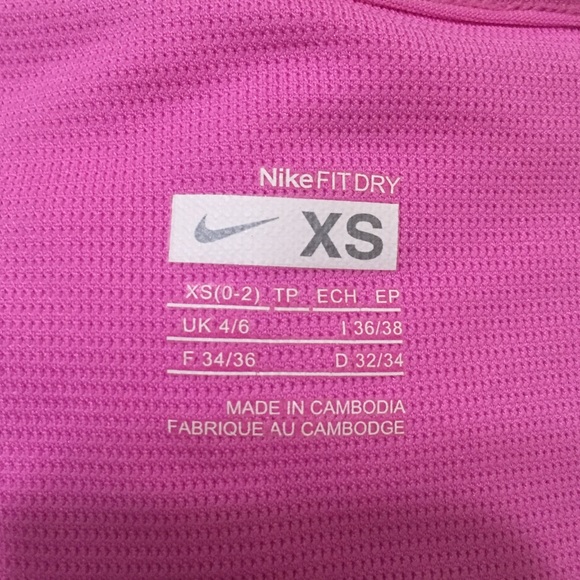 NikeFITDRY
XS
XS(0-2) TP ECH EP
UK 4/6 I 36/38
F 34/36 D 32/34
MADE IN CAMBODIA
FABRIQUE AU CAMBODGE